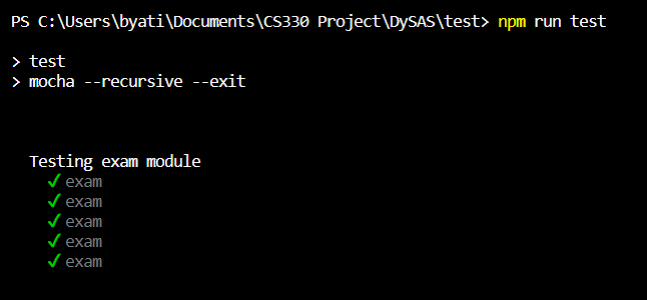 PS C:\Users\byati\Documents\CS330 Project\DySAS\test> npm run test
> test
> mocha --recursive --exit
Testing exam module
✓ exam
✓ exam
✓ exam
✓ exam
✓ exam